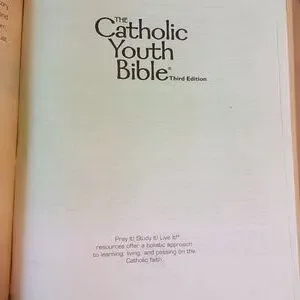 THE
Catholic
Youth
Bible®
Third Edition
Pray It! Study It! Live It!®
resources offer a holistic approach
to learning, living, and passing on the
Catholic faith.